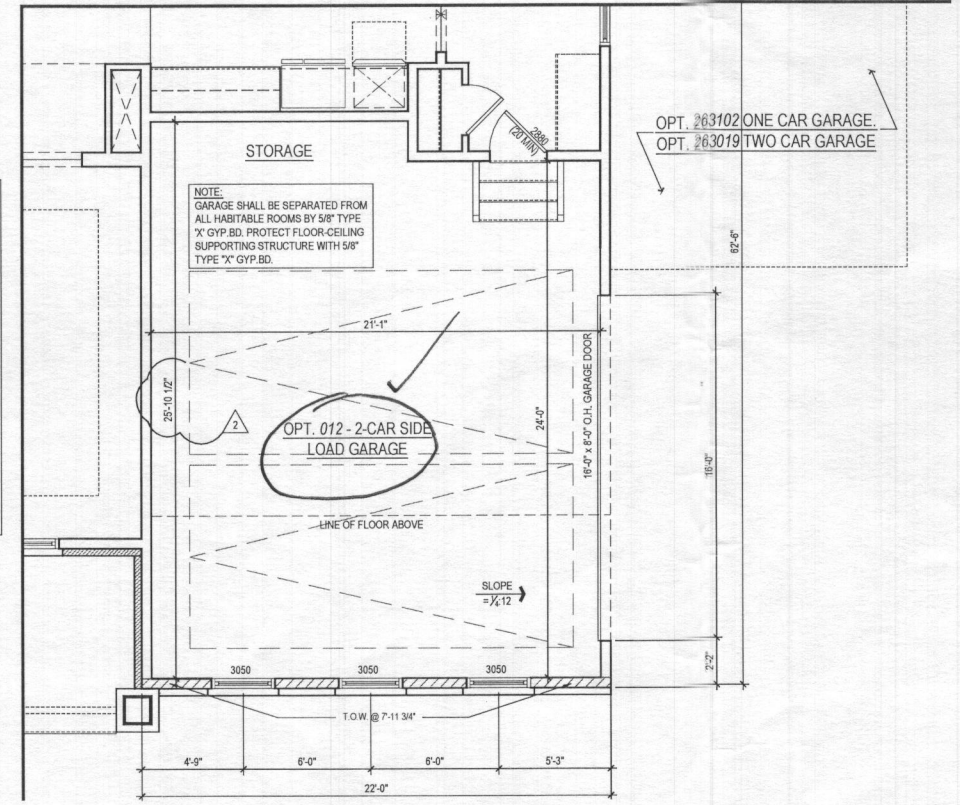 OPT. 263102 ONE CAR GARAGE.
OPT. 263019 TWO CAR GARAGE
2880
(20 MIN)
STORAGE
NOTE:
GARAGE SHALL BE SEPARATED FROM
ALL HABITABLE ROOMS BY 5/8" TYPE
'X' GYP.BD. PROTECT FLOOR-CEILING
SUPPORTING STRUCTURE WITH 5/8"
TYPE "X" GYP.BD.
62'-6"
21'-1"
25'-10 1/2"
2
OPT. 012 - 2-CAR SIDE
LOAD GARAGE
24'-0"
16'-0" x 8'-0" O.H. GARAGE DOOR
16'-0"
LINE OF FLOOR ABOVE
SLOPE
= 1/4:12
2'-2"
3050
3050
3050
T.O.W. @ 7'-11 3/4"
4'-9"
6'-0"
6'-0"
5'-3"
22'-0"